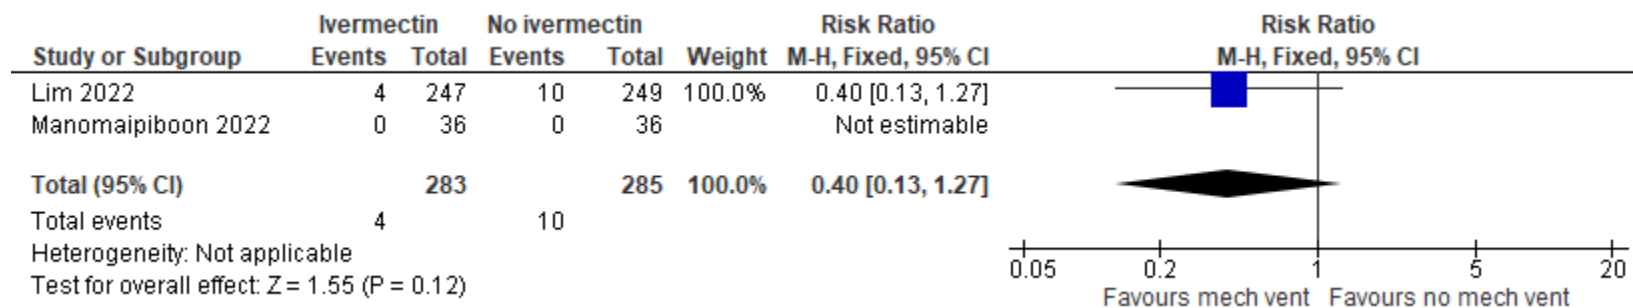 Ivermectin No ivermectin Risk Ratio Risk Ratio
Study or Subgroup Events Total Events Total Weight M-H, Fixed, 95% CI M-H, Fixed, 95% CI
Lim 2022 4 247 10 249 100.0% 0.40 [0.13, 1.27]
Manomaipiboon 2022 0 36 0 36 Not estimable
Total (95% CI) 283 285 100.0% 0.40 [0.13, 1.27]
Total events 4 10
Heterogeneity: Not applicable
Test for overall effect: Z = 1.55 (P = 0.12)
0.05 0.2 1 5 20
Favours mech vent Favours no mech vent